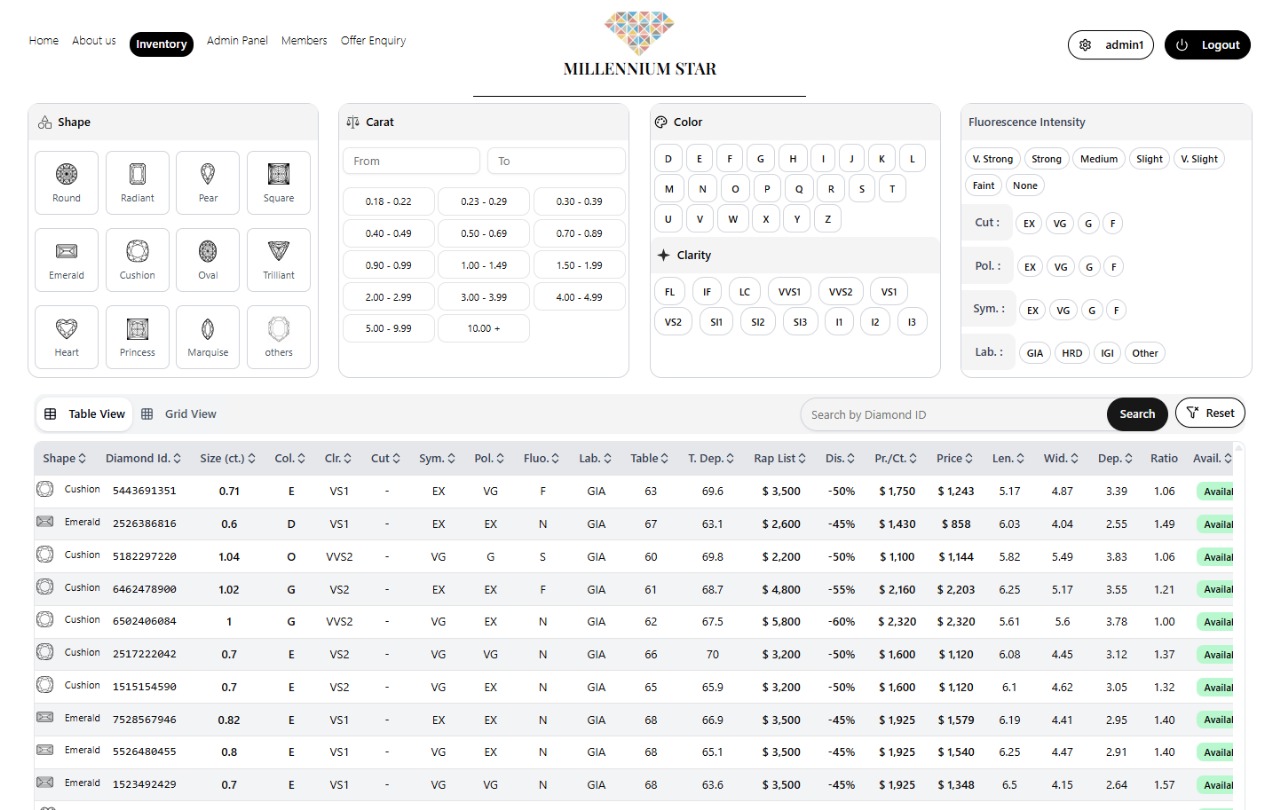 Home About us Inventory Admin Panel Members Offer Enquiry
MILLENNIUM STAR
admin1 Logout
Shape
Round Radiant Pear Square
Emerald Cushion Oval Trilliant
Heart Princess Marquise others
Carat
From To
0.18 - 0.22 0.23 - 0.29 0.30 - 0.39
0.40 - 0.49 0.50 - 0.69 0.70 - 0.89
0.90 - 0.99 1.00 - 1.49 1.50 - 1.99
2.00 - 2.99 3.00 - 3.99 4.00 - 4.99
5.00 - 9.99 10.00 +
Color
D E F G H I J K L
M N O P Q R S T
U V W X Y Z
Clarity
FL IF LC VVS1 VVS2 VS1
VS2 SI1 SI2 SI3 I1 I2 I3
Fluorescence Intensity
V. Strong Strong Medium Slight V. Slight
Faint None
Cut : EX VG G F
Pol. : EX VG G F
Sym. : EX VG G F
Lab. : GIA HRD IGI Other
Table View Grid View Search by Diamond ID Search Reset
Shape Diamond Id. Size (ct.) Col. Clr. Cut Sym. Pol. Fluo. Lab. Table T. Dep. Rap List Dis. Pr./Ct. Price Len. Wid. Dep. Ratio Avail.
Cushion 5443691351 0.71 E VS1 - EX VG F GIA 63 69.6 $ 3,500 -50% $ 1,750 $ 1,243 5.17 4.87 3.39 1.06 Availal
Emerald 2526386816 0.6 D VS1 - EX EX N GIA 67 63.1 $ 2,600 -45% $ 1,430 $ 858 6.03 4.04 2.55 1.49 Availal
Cushion 5182297220 1.04 O VVS2 - VG G S GIA 60 69.8 $ 2,200 -50% $ 1,100 $ 1,144 5.82 5.49 3.83 1.06 Availal
Cushion 6462478900 1.02 G VS2 - EX EX F GIA 61 68.7 $ 4,800 -55% $ 2,160 $ 2,203 6.25 5.17 3.55 1.21 Availal
Cushion 6502406084 1 G VVS2 - VG EX N GIA 62 67.5 $ 5,800 -60% $ 2,320 $ 2,320 5.61 5.6 3.78 1.00 Availal
Cushion 2517222042 0.7 E VS2 - VG VG N GIA 66 70 $ 3,200 -50% $ 1,600 $ 1,120 6.08 4.45 3.12 1.37 Availal
Cushion 1515154590 0.7 E VS2 - VG EX N GIA 65 65.9 $ 3,200 -50% $ 1,600 $ 1,120 6.1 4.62 3.05 1.32 Availal
Emerald 7528567946 0.82 E VS1 - EX EX N GIA 68 66.9 $ 3,500 -45% $ 1,925 $ 1,579 6.19 4.41 2.95 1.40 Availal
Emerald 5526480455 0.8 E VS1 - VG EX N GIA 68 65.1 $ 3,500 -45% $ 1,925 $ 1,540 6.25 4.47 2.91 1.40 Availal
Emerald 1523492429 0.7 E VS1 - VG VG N GIA 68 63.6 $ 3,500 -45% $ 1,925 $ 1,348 6.5 4.15 2.64 1.57 Availal